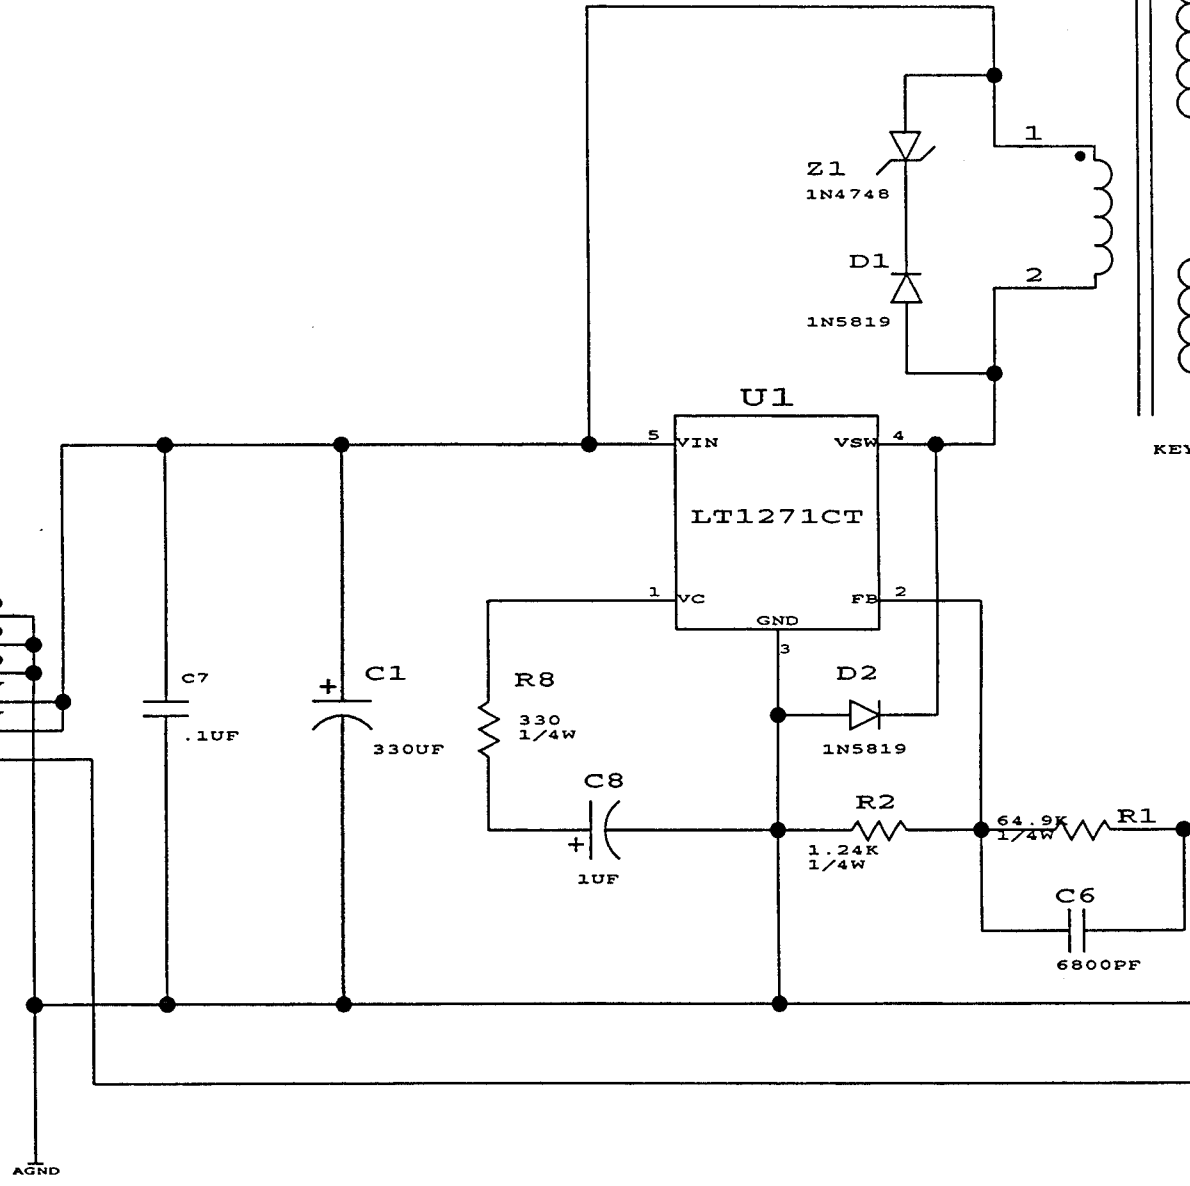 1
Z1
1N4748
D1
2
1N5819
U1
5
VIN
VSW
4
KEY
LT1271CT
1
VC
FB
2
GND
3
C7
.1UF
+
C1
330UF
R8
330
1/4W
D2
1N5819
C8
+
1UF
R2
1.24K
1/4W
64.9K
1/4W
R1
C6
6800PF
AGND